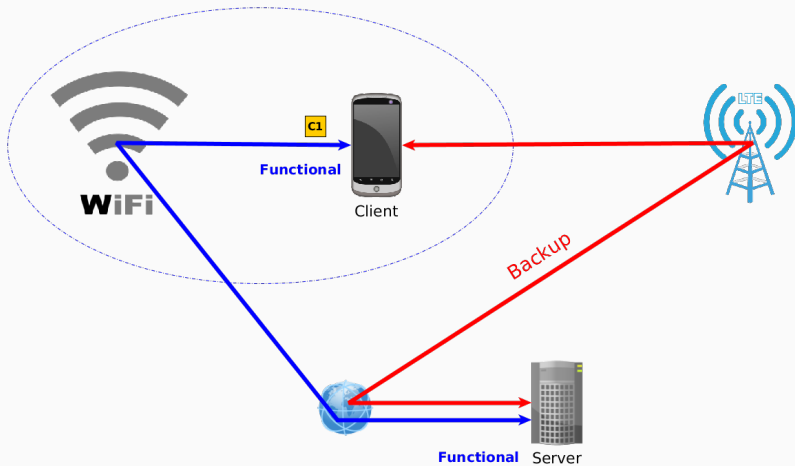 LTE
C1
Functional
WiFi
Client
Backup
Functional
Server